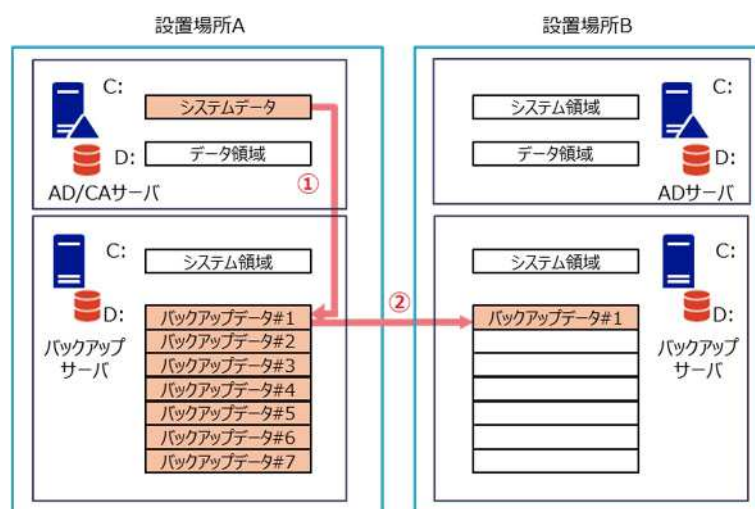 設置場所A
設置場所B
C:
システムデータ
D:
データ領域
①
AD/CAサーバ
C:
システム領域
D:
バックアップデータ#1
バックアップデータ#2
バックアップデータ#3
バックアップデータ#4
バックアップデータ#5
バックアップデータ#6
バックアップデータ#7
バックアップ
サーバ
②
システム領域
C:
データ領域
D:
ADサーバ
システム領域
C:
バックアップデータ#1
D:
バックアップ
サーバ